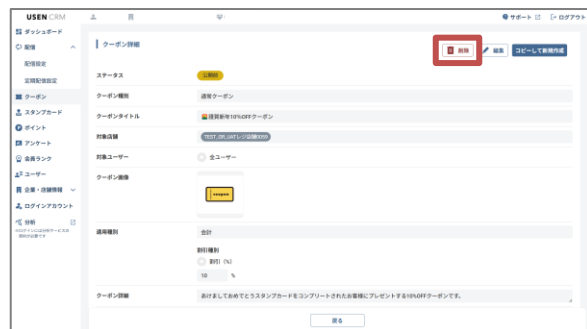 USEN CRM
サポート
ログアウト
ダッシュボード
配信
配信設定
定期配信設定
クーポン
スタンプカード
ポイント
アンケート
会員ランク
ユーザー
企業・店舗情報
ログインアカウント
分析
クーポン詳細
削除
編集
コピーして新規作成
ステータス
公開前
クーポン種別
通常クーポン
クーポンタイトル
謹賀新年10%OFFクーポン
対象店舗
対象ユーザー
全ユーザー
クーポン画像
coupon
適用種別
会計
割引種別
割引 (%)
10 %
クーポン詳細
あけましておめでとうスタンプカードをコンプリートされたお客様にプレゼントする10%OFFクーポンです。
戻る